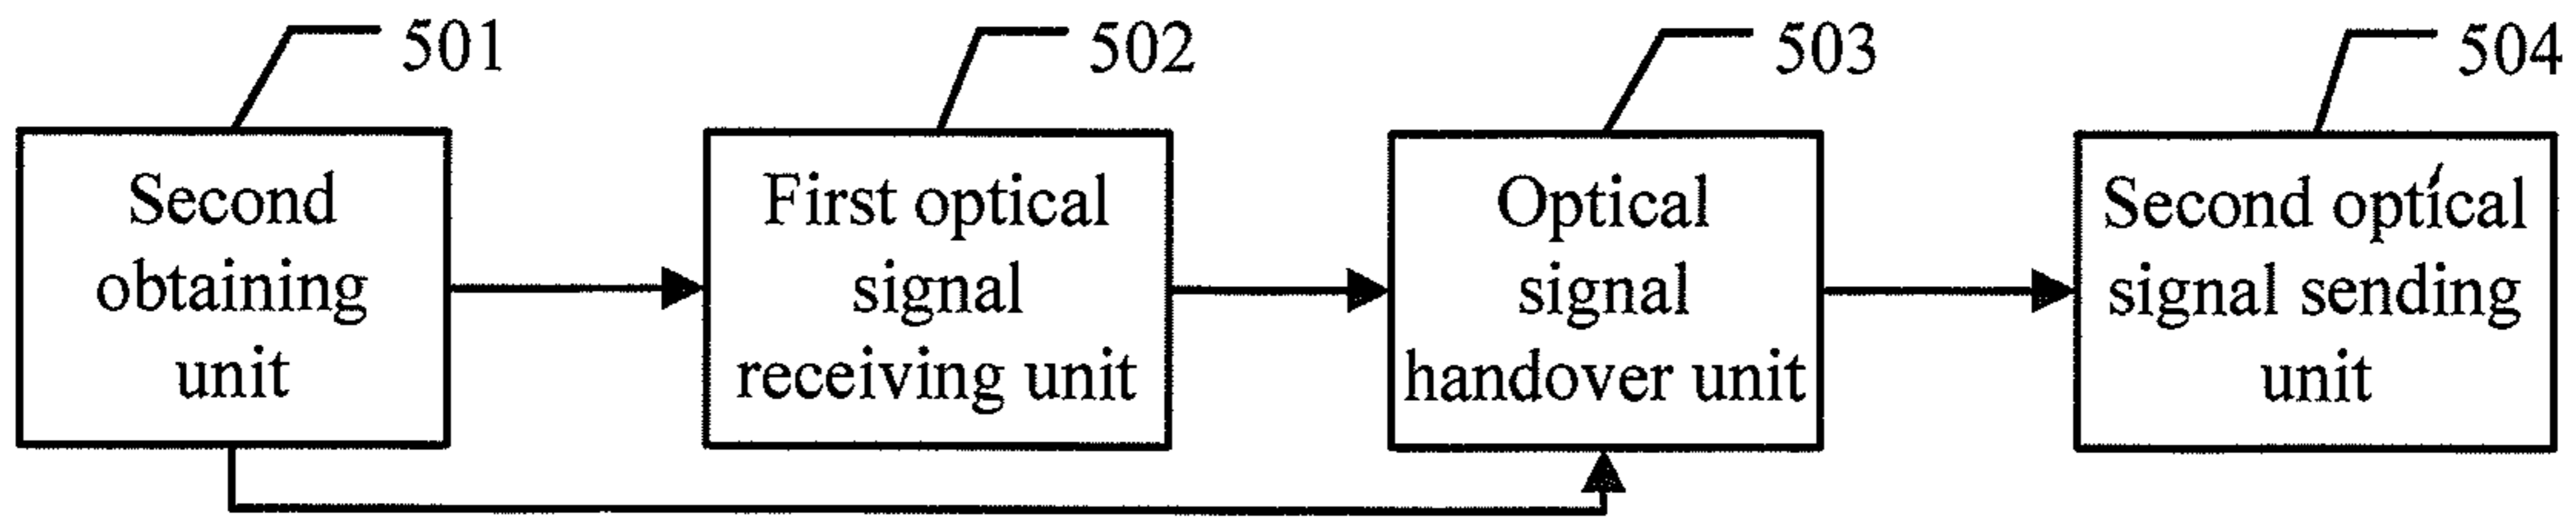 501
502
503
504
Second
obtaining
unit
First optical
signal
receiving unit
Optical
signal
handover unit
Second optical
signal sending
unit